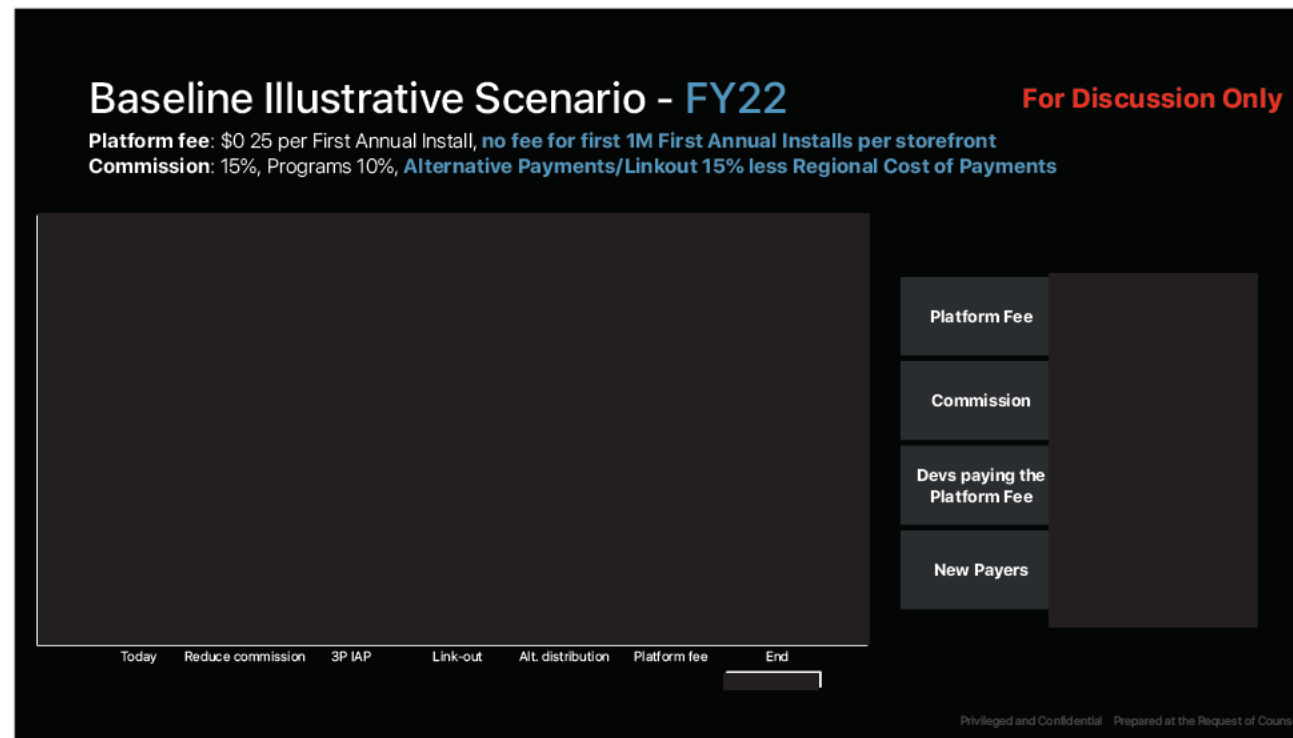 Baseline Illustrative Scenario - FY22
For Discussion Only
Platform fee: $0 25 per First Annual Install, no fee for first 1M First Annual Installs per storefront
Commission: 15%, Programs 10%, Alternative Payments/Linkout 15% less Regional Cost of Payments
Platform Fee
Commission
Devs paying the
Platform Fee
New Payers
Today Reduce commission 3P IAP Link-out Alt. distribution Platform fee End
Privileged and Confidential Prepared at the Request of Couns